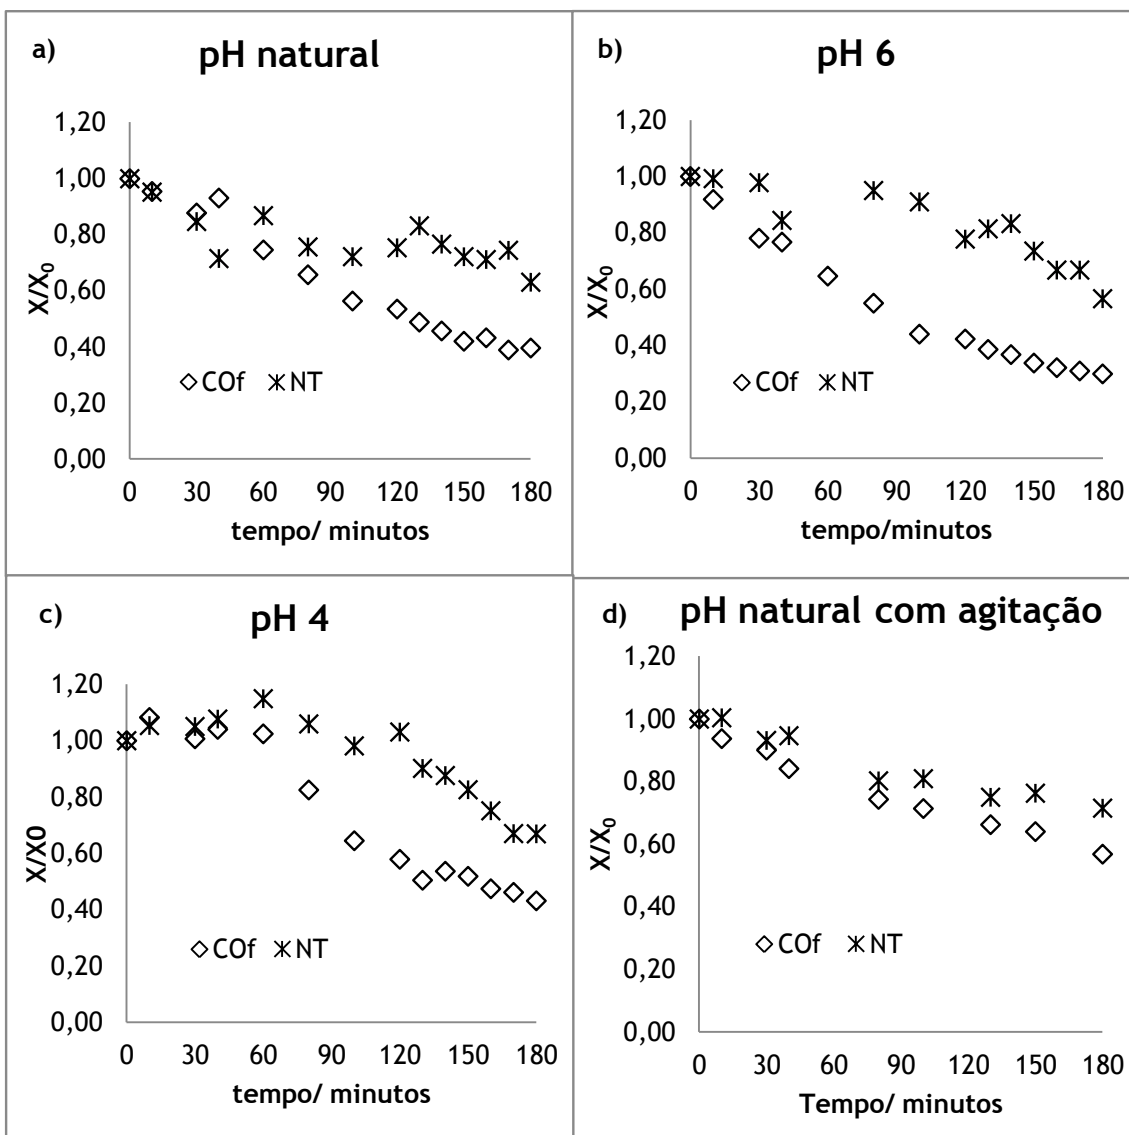 a)
pH natural
1,20
1,00
0,80
0,60
0,40
0,20
0,00
X/X₀
COf
NT
0 30 60 90 120 150 180
tempo/ minutos
b)
pH 6
1,20
1,00
0,80
0,60
0,40
0,20
0,00
X/X₀
COf
NT
0 30 60 90 120 150 180
tempo/minutos
c)
pH 4
1,20
1,00
0,80
0,60
0,40
0,20
0,00
X/X0
COf
NT
0 30 60 90 120 150 180
tempo/ minutos
d)
pH natural com agitação
1,20
1,00
0,80
0,60
0,40
0,20
0,00
X/X₀
COf
NT
0 30 60 90 120 150 180
Tempo/ minutos